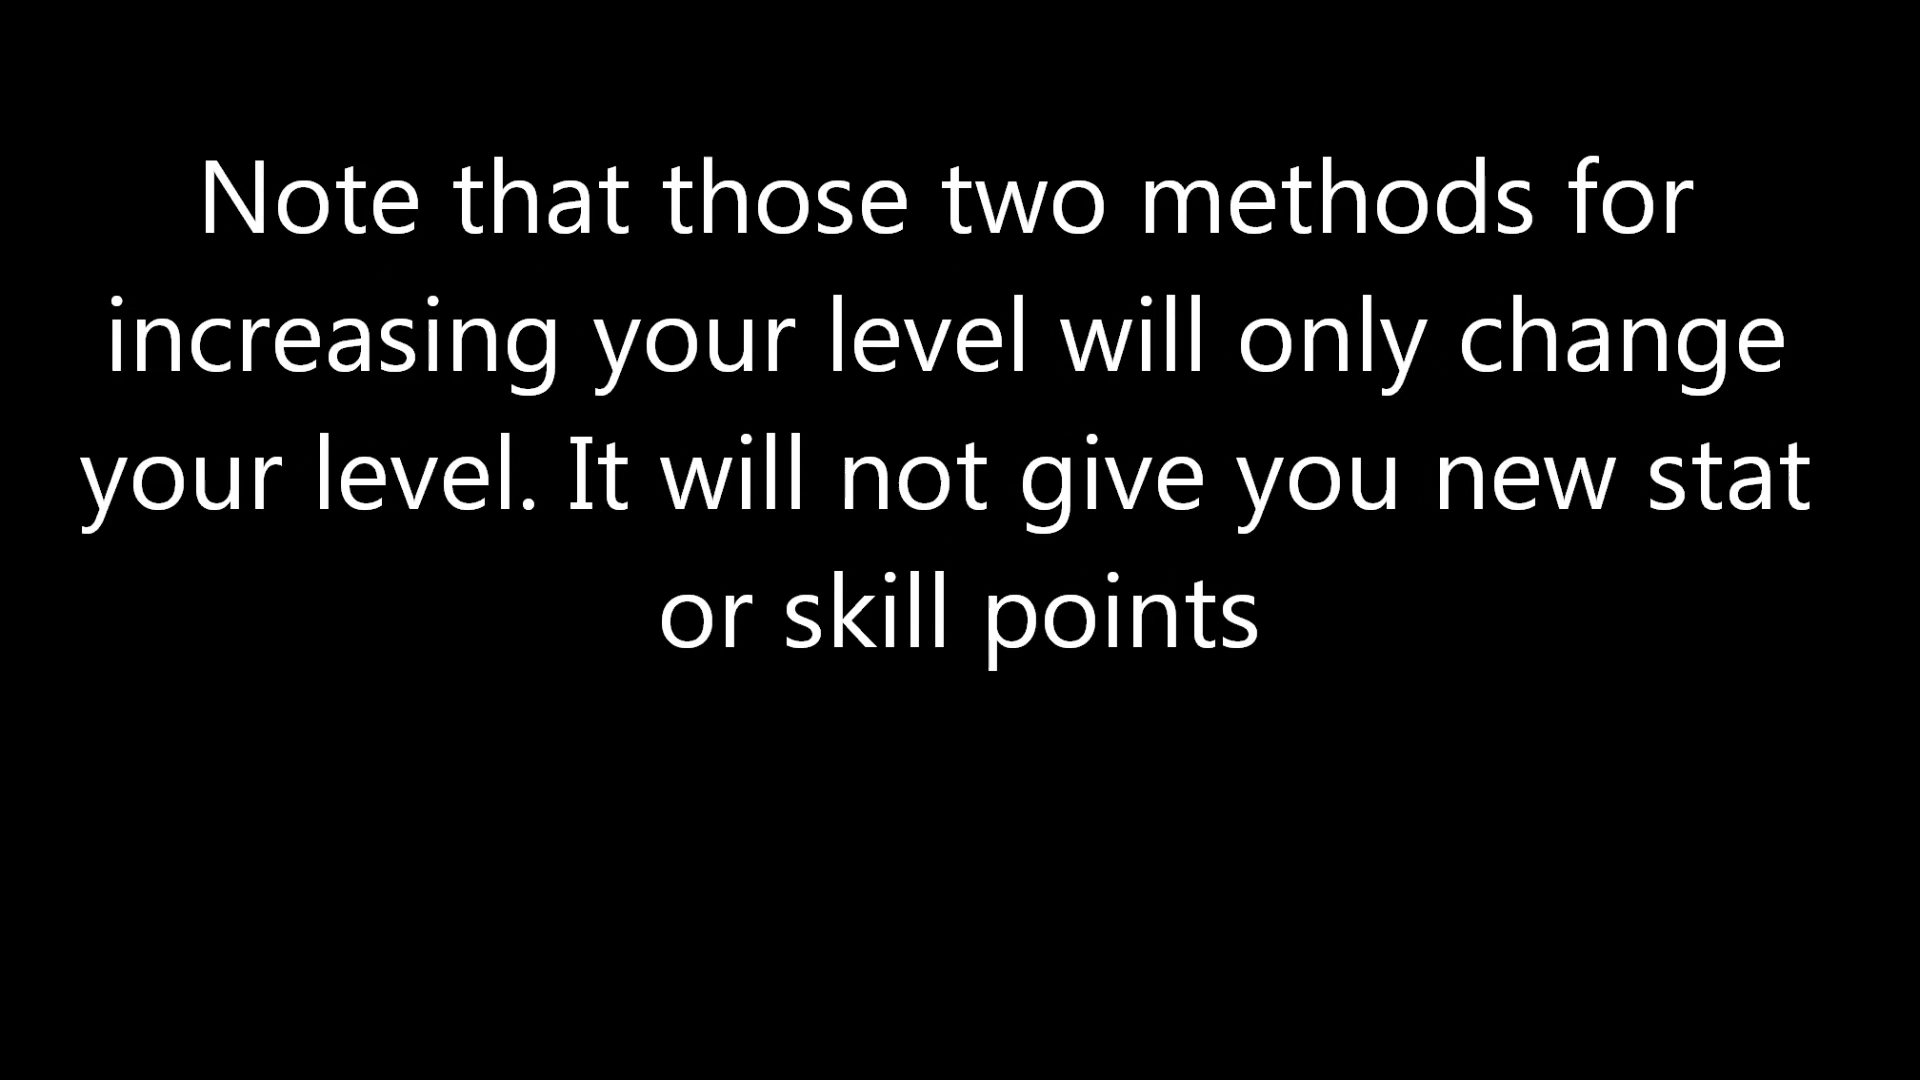 Note that those two methods for
increasing your level will only change
your level. It will not give you new stat
or skill points